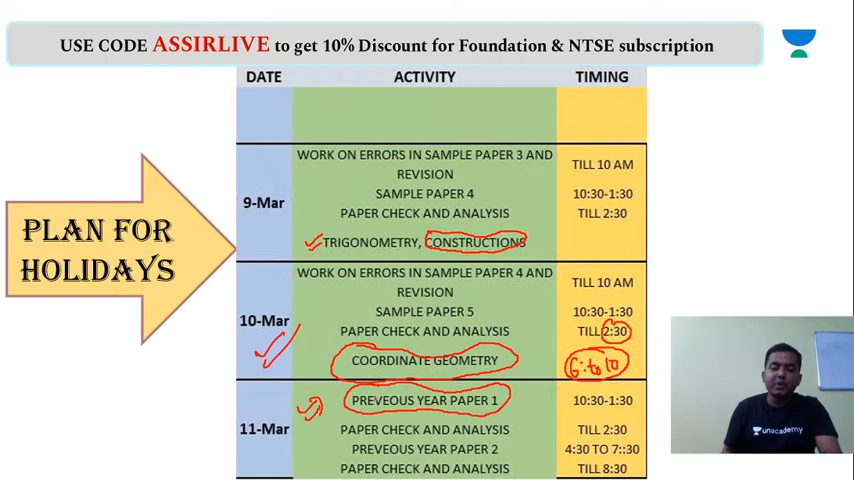 USE CODE ASSIRLIVE to get 10% Discount for Foundation & NTSE subscription
DATE ACTIVITY TIMING
PLAN FOR
HOLIDAYS
9-Mar
WORK ON ERRORS IN SAMPLE PAPER 3 AND
REVISION
TILL 10 AM
SAMPLE PAPER 4 10:30-1:30
PAPER CHECK AND ANALYSIS TILL 2:30
TRIGONOMETRY, CONSTRUCTIONS
10-Mar
WORK ON ERRORS IN SAMPLE PAPER 4 AND
REVISION
TILL 10 AM
SAMPLE PAPER 5 10:30-1:30
PAPER CHECK AND ANALYSIS TILL 2:30
COORDINATE GEOMETRY 6: to 10
11-Mar
PREVEOUS YEAR PAPER 1 10:30-1:30
PAPER CHECK AND ANALYSIS TILL 2:30
PREVEOUS YEAR PAPER 2 4:30 TO 7::30
PAPER CHECK AND ANALYSIS TILL 8:30
unacademy